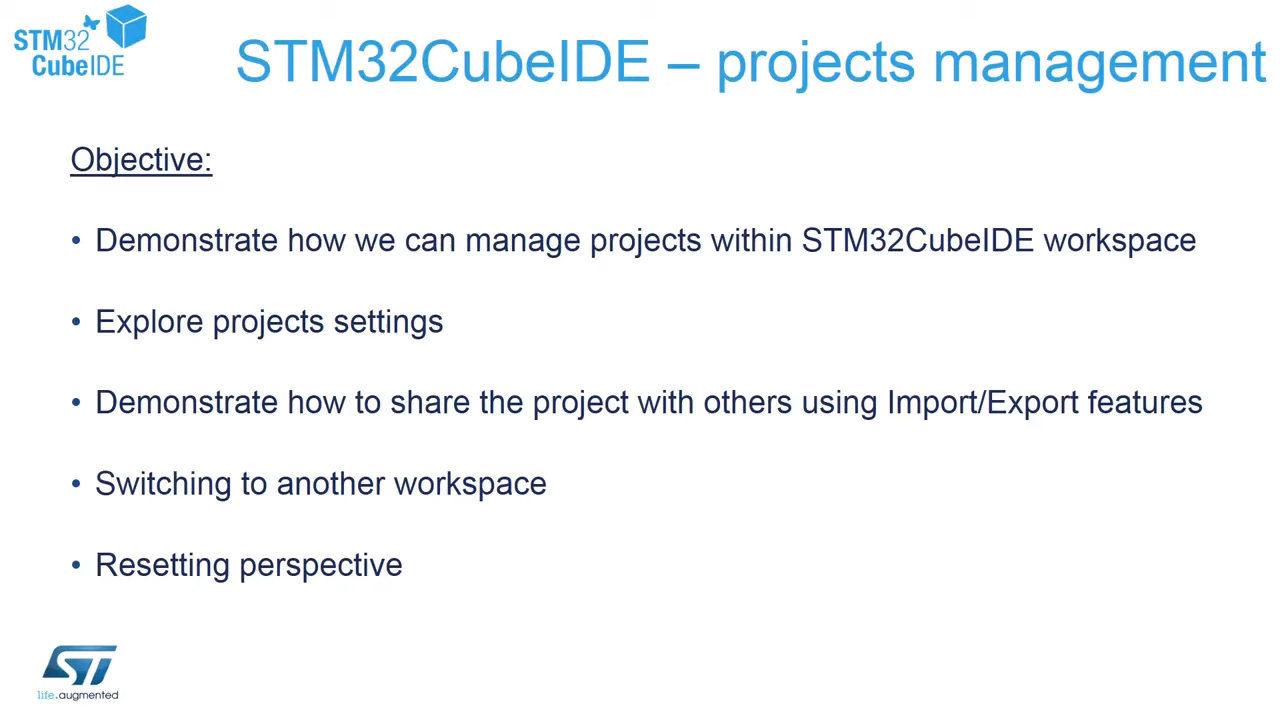 STM32
CubeIDE
STM32CubeIDE – projects management
Objective:
• Demonstrate how we can manage projects within STM32CubeIDE workspace
• Explore projects settings
• Demonstrate how to share the project with others using Import/Export features
• Switching to another workspace
• Resetting perspective
ST
life.augmented